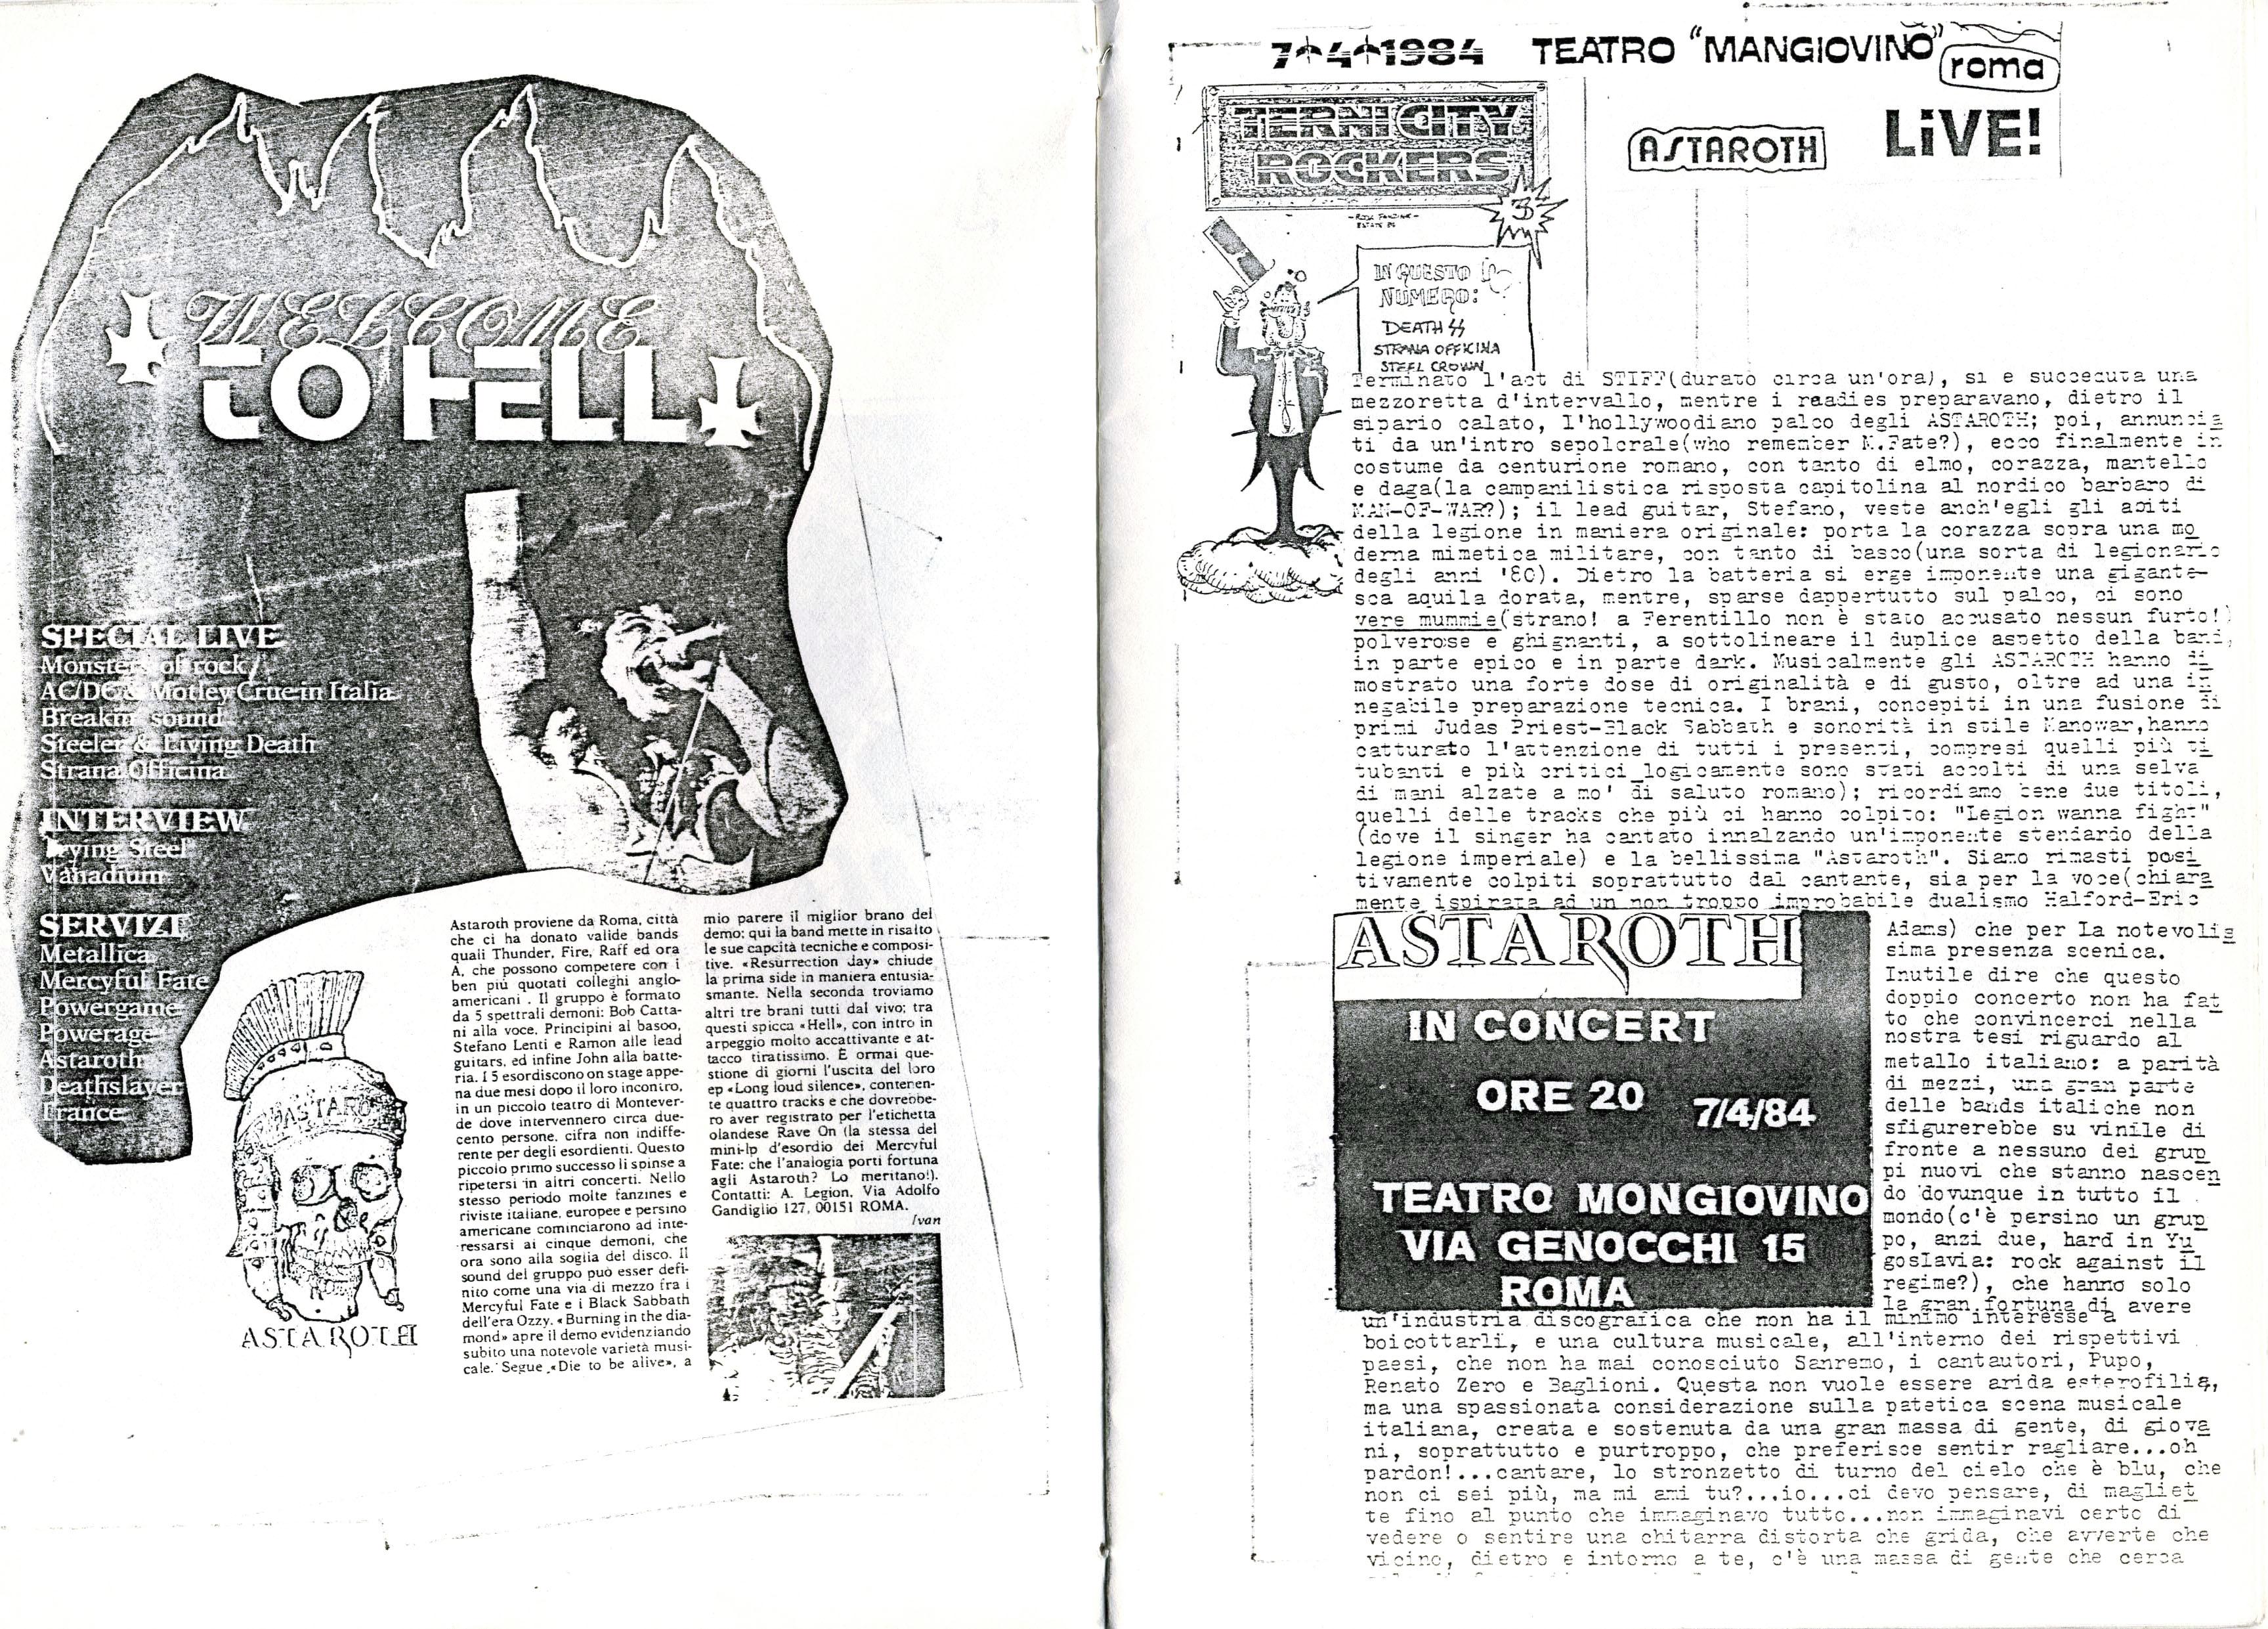 WELCOME
TO HELL
SPECIAL LIVE
Monsters of rock
AC/DC & Motley Crue in Italia
Breakin' sound
Steeler & Living Death
Strana Officina
INTERVIEW
Irving Steel
Vanadium
SERVIZI
Metallica
Mercyful Fate
Powergame
Powerage
Astaroth
Deathslayer
Trance
ASTARO
ASTAROTH
Astaroth proviene da Roma, città
che ci ha donato valide bands
quali Thunder, Fire, Raff ed ora
A. che possono competere con i
ben più quotati colleghi anglo-
americani . Il gruppo è formato
da 5 spettrali demoni: Bob Catta-
ni alla voce, Principini al basoo,
Stefano Lenti e Ramon alle lead
guitars, ed infine John alla batte-
ria. I 5 esordiscono on stage appe-
na due mesi dopo il loro incontro,
in un piccolo teatro di Montever-
de dove intervennero circa due-
cento persone, cifra non indiffe-
rente per degli esordienti. Questo
piccolo primo successo li spinse a
ripetersi in altri concerti. Nello
stesso periodo molte fanzines e
riviste italiane, europee e persino
americane cominciarono ad inte-
ressarsi ai cinque demoni, che
ora sono alla soglia del disco. Il
sound del gruppo può esser defi-
nito come una via di mezzo fra i
Mercyful Fate e i Black Sabbath
dell'era Ozzy. «Burning in the dia-
mond» apre il demo evidenziando
subito una notevole varietà musi-
cale. Segue «Die to be alive», a
mio parere il miglior brano del
demo; qui la band mette in risalto
le sue capcità tecniche e composi-
tive. «Resurrection day» chiude
la prima side in maniera entusia-
smante. Nella seconda troviamo
altri tre brani tutti dal vivo; tra
questi spicca «Hell», con intro in
arpeggio molto accattivante e at-
tacco tiratissimo. È ormai que-
stione di giorni l'uscita del loro
ep «Long loud silence», contenen-
te quattro tracks e che dovrebbe-
ro aver registrato per l'etichetta
olandese Rave On (la stessa del
mini-lp d'esordio dei Mercyful
Fate: che l'analogia porti fortuna
agli Astaroth? Lo meritano!).
Contatti: A. Legion, Via Adolfo
Gandiglio 127, 00151 ROMA.
Ivan
7 4 1984 TEATRO "MANGIOVINO"
roma
TERNI CITY
ROCKERS
ASTAROTH
LiVE!
3
- ROCK FANZINE -
ESTATE 84
IN QUESTO
NUMERO:
DEATH SS
STRANA OFFICINA
STEEL CROWN
Terminato l'act di STIFF(durato circa un'ora), si e succeduta una
mezzoretta d'intervallo, mentre i roadies preparavano, dietro il
sipario calato, l'hollywoodiano palco degli ASTAROTH; poi, annuncia
ti da un'intro sepolcrale(who remember M.Fate?), ecco finalmente in
costume da centurione romano, con tanto di elmo, corazza, mantello
e daga(la campanilistica risposta capitolina al nordico barbaro di
MAN-OF-WAR?); il lead guitar, Stefano, veste anch'egli gli abiti
della legione in maniera originale: porta la corazza sopra una mo
derna mimetica militare, con tanto di basco(una sorta di legionario
degli anni '80). Dietro la batteria si erge imponente una gigante-
sca aquila dorata, mentre, sparse dappertutto sul palco, ci sono
vere mummie(strano! a Ferentillo non è stato accusato nessun furto!)
polverose e ghignanti, a sottolineare il duplice aspetto della band,
in parte epico e in parte dark. Musicalmente gli ASTAROTH hanno di
mostrato una forte dose di originalità e di gusto, oltre ad una in
negabile preparazione tecnica. I brani, concepiti in una fusione di
primi Judas Priest-Black Sabbath e sonorità in stile Manowar,hanno
catturato l'attenzione di tutti i presenti, compresi quelli più ti
tubanti e più critici logicamente sono stati accolti di una selva
di mani alzate a mo' di saluto romano); ricordiamo bene due titoli,
quelli delle tracks che più ci hanno colpito: "Legion wanna fight"
(dove il singer ha cantato innalzando un'imponente stendardo della
legione imperiale) e la bellissima "Astaroth". Siamo rimasti posi
tivamente colpiti soprattutto dal cantante, sia per la voce(chiara
mente ispirata ad un non troppo improbabile dualismo Halford-Eric
ASTAROTH
IN CONCERT
ORE 20 7/4/84
TEATRO MONGIOVINO
VIA GENOCCHI 15
ROMA
Adams) che per la notevolis
sima presenza scenica.
Inutile dire che questo
doppio concerto non ha fat
to che convincerci nella
nostra tesi riguardo al
metallo italiano: a parità
di mezzi, una gran parte
delle bands italiche non
sfigurerebbe su vinile di
fronte a nessuno dei grup
pi nuovi che stanno nascen
do dovunque in tutto il
mondo(c'è persino un grup
po, anzi due, hard in Yu
goslavia: rock against il
regime?), che hanno solo
la gran fortuna di avere
un'industria discografica che non ha il minimo interesse a
boicottarli, e una cultura musicale, all'interno dei rispettivi
paesi, che non ha mai conosciuto Sanremo, i cantautori, Pupo,
Renato Zero e Baglioni. Questa non vuole essere arida esterofilia,
ma una spassionata considerazione sulla patetica scena musicale
italiana, creata e sostenuta da una gran massa di gente, di giova
ni, soprattutto e purtroppo, che preferisce sentir ragliare...oh
pardon!...cantare, lo stronzetto di turno del cielo che è blu, che
non ci sei più, ma mi ami tu?...io...ci devo pensare, di magliet
te fino al punto che immaginavo tutto...non immaginavi certo di
vedere o sentire una chitarra distorta che grida, che avverte che
vicino, dietro e intorno a te, c'è una massa di gente che cerca